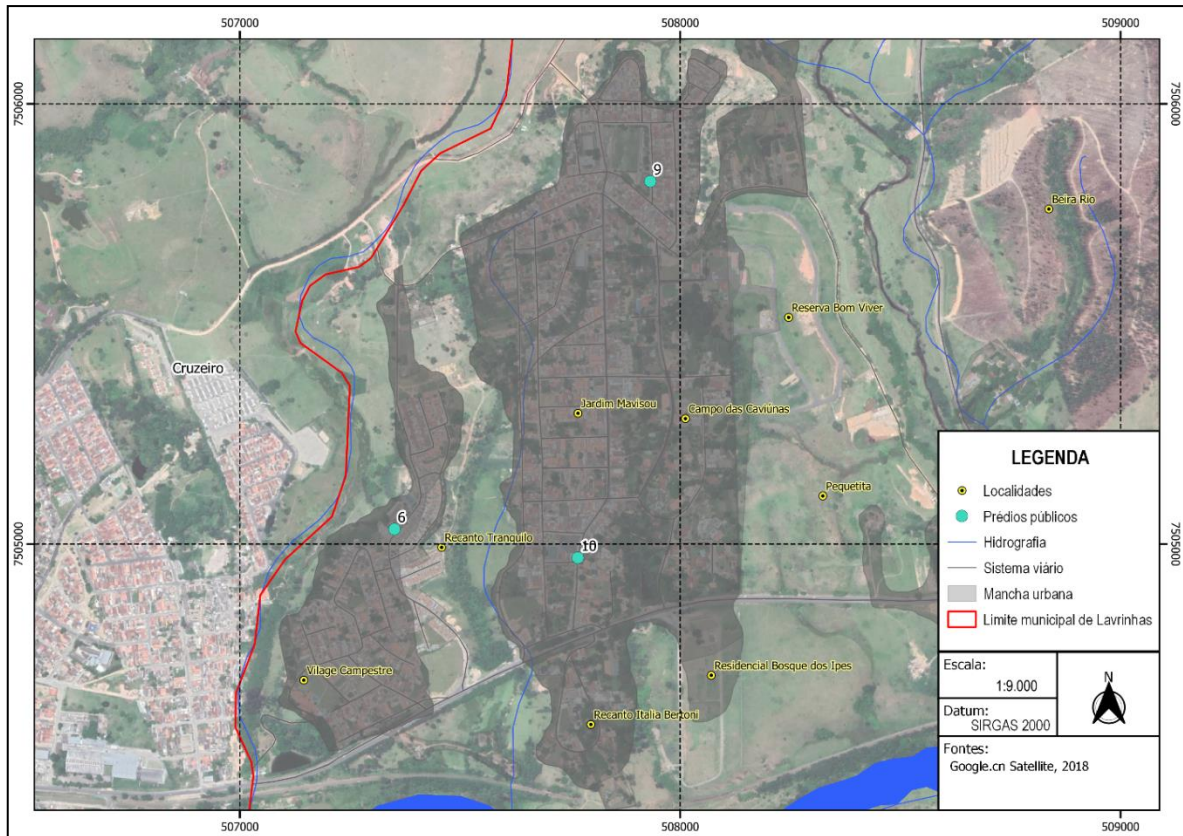 507000
508000
509000
7506000
7506000
9
Beira Rio
Reserva Bom Viver
Cruzeiro
Jardim Mavisou
Campo das Caviúnas
Pequetita
6
Recanto Tranquilo
7505000
7505000
Vilage Campestre
Residencial Bosque dos Ipes
Recanto Italia Bertoni
LEGENDA
Localidades
Prédios públicos
Hidrografia
Sistema viário
Mancha urbana
Limite municipal de Lavrinhas
Escala:
1:9.000
N
Datum:
SIRGAS 2000
Fontes:
Google.cn Satellite, 2018
507000
508000
509000